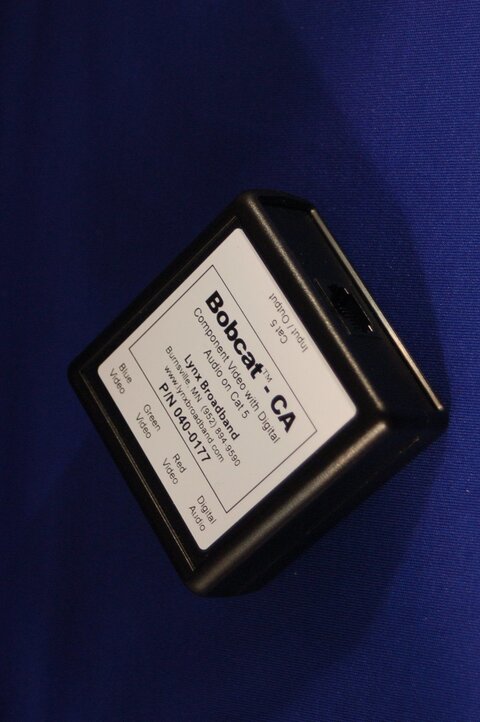 Cat 5
Input / Output
Bobcat™ - CA
Component Video with Digital
Audio on Cat 5
Lynx Broadband
Burnsville, MN (952) 894-9590
www.lynxbroadband.com
P/N 040-0177
Blue
Video
Green
Video
Red
Video
Digital
Audio